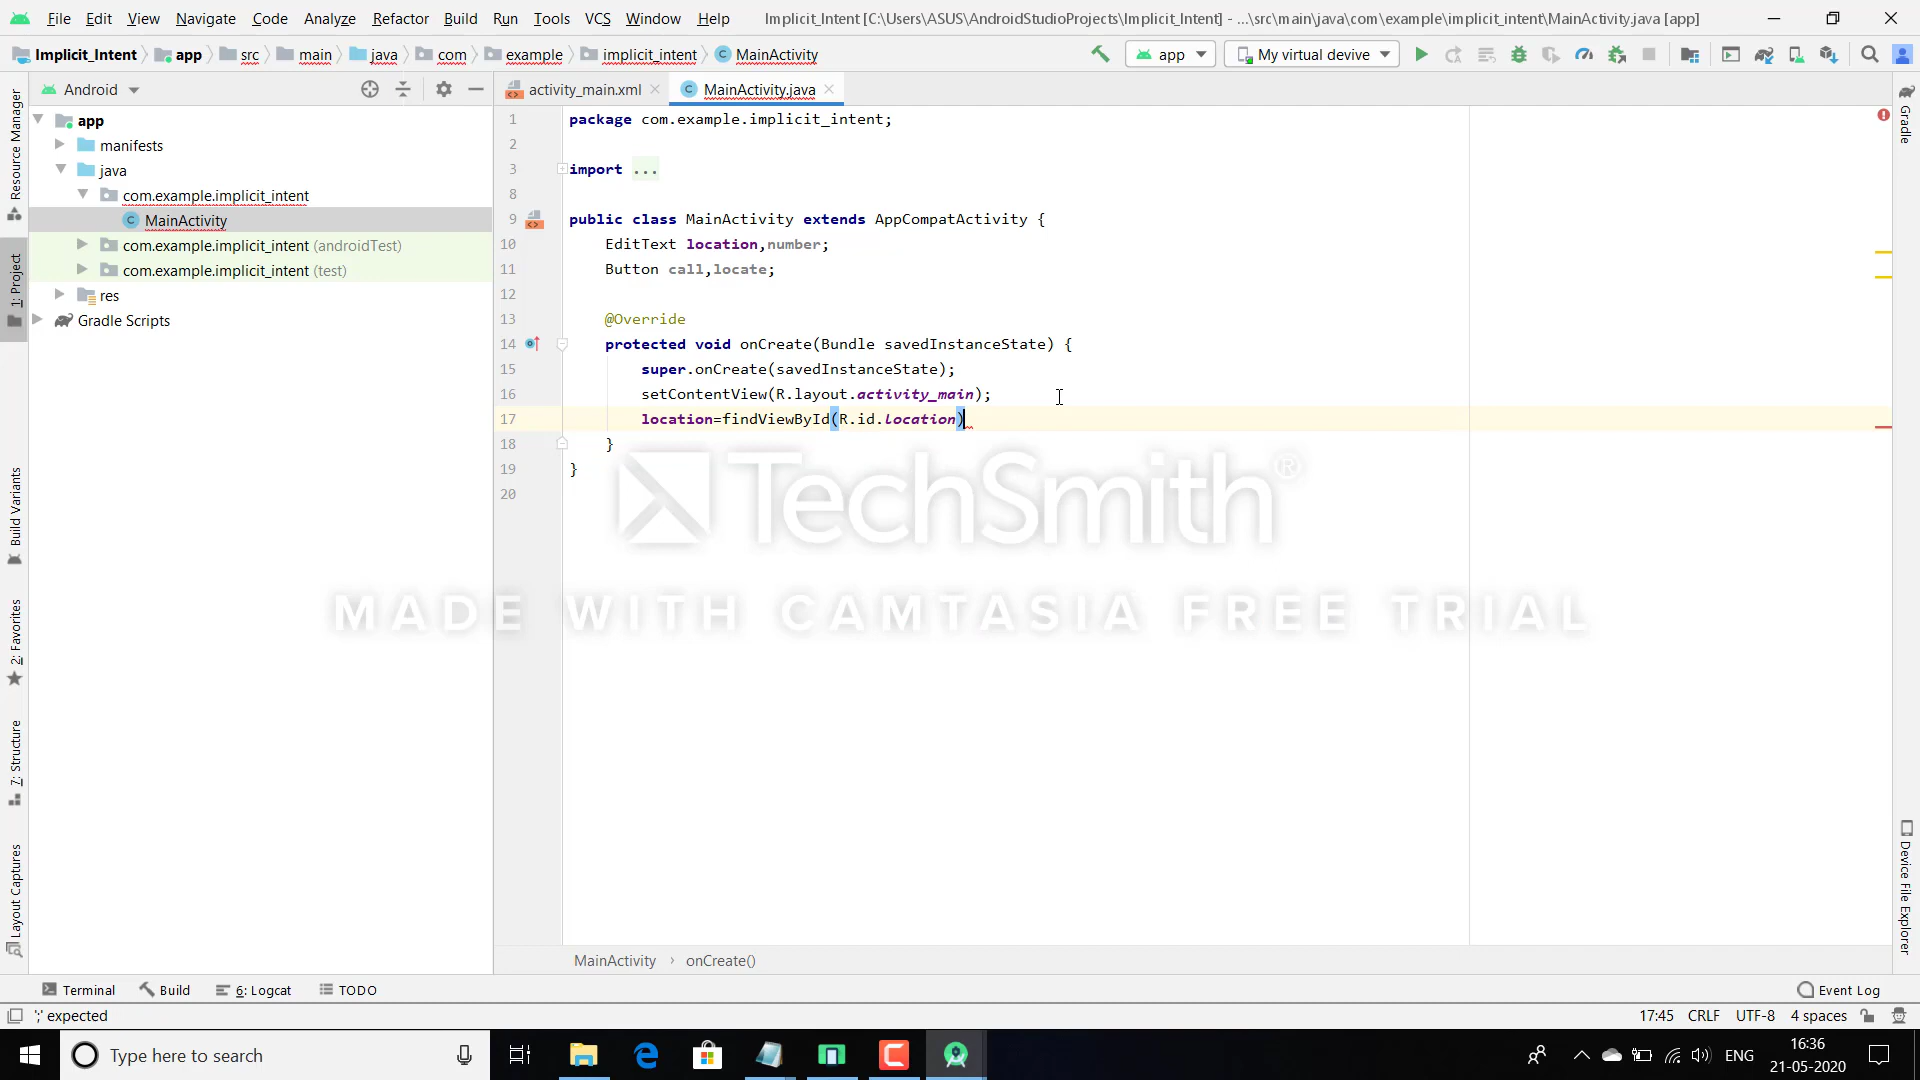 File Edit View Navigate Code Analyze Refactor Build Run Tools VCS Window Help Implicit_Intent [C:\Users\ASUS\AndroidStudioProjects\Implicit_Intent] - ...\src\main\java\com\example\implicit_intent\MainActivity.java [app]
Implicit_Intent app src main java com example implicit_intent MainActivity app My virtual devive
Android
activity_main.xml MainActivity.java
app
manifests
java
com.example.implicit_intent
MainActivity
com.example.implicit_intent (androidTest)
com.example.implicit_intent (test)
res
Gradle Scripts
Resource Manager
1: Project
Build Variants
2: Favorites
7: Structure
Layout Captures
1 package com.example.implicit_intent;
2
3 import ...
8
9 public class MainActivity extends AppCompatActivity {
10 EditText location,number;
11 Button call,locate;
12
13 @Override
14 protected void onCreate(Bundle savedInstanceState) {
15 super.onCreate(savedInstanceState);
16 setContentView(R.layout.activity_main);
17 location=findViewById(R.id.location)
18 }
19 }
20
TechSmith®
MADE WITH CAMTASIA FREE TRIAL
Gradle
Device File Explorer
MainActivity › onCreate()
Terminal Build 6: Logcat TODO Event Log
';' expected 17:45 CRLF UTF-8 4 spaces
Type here to search ENG 16:36
21-05-2020